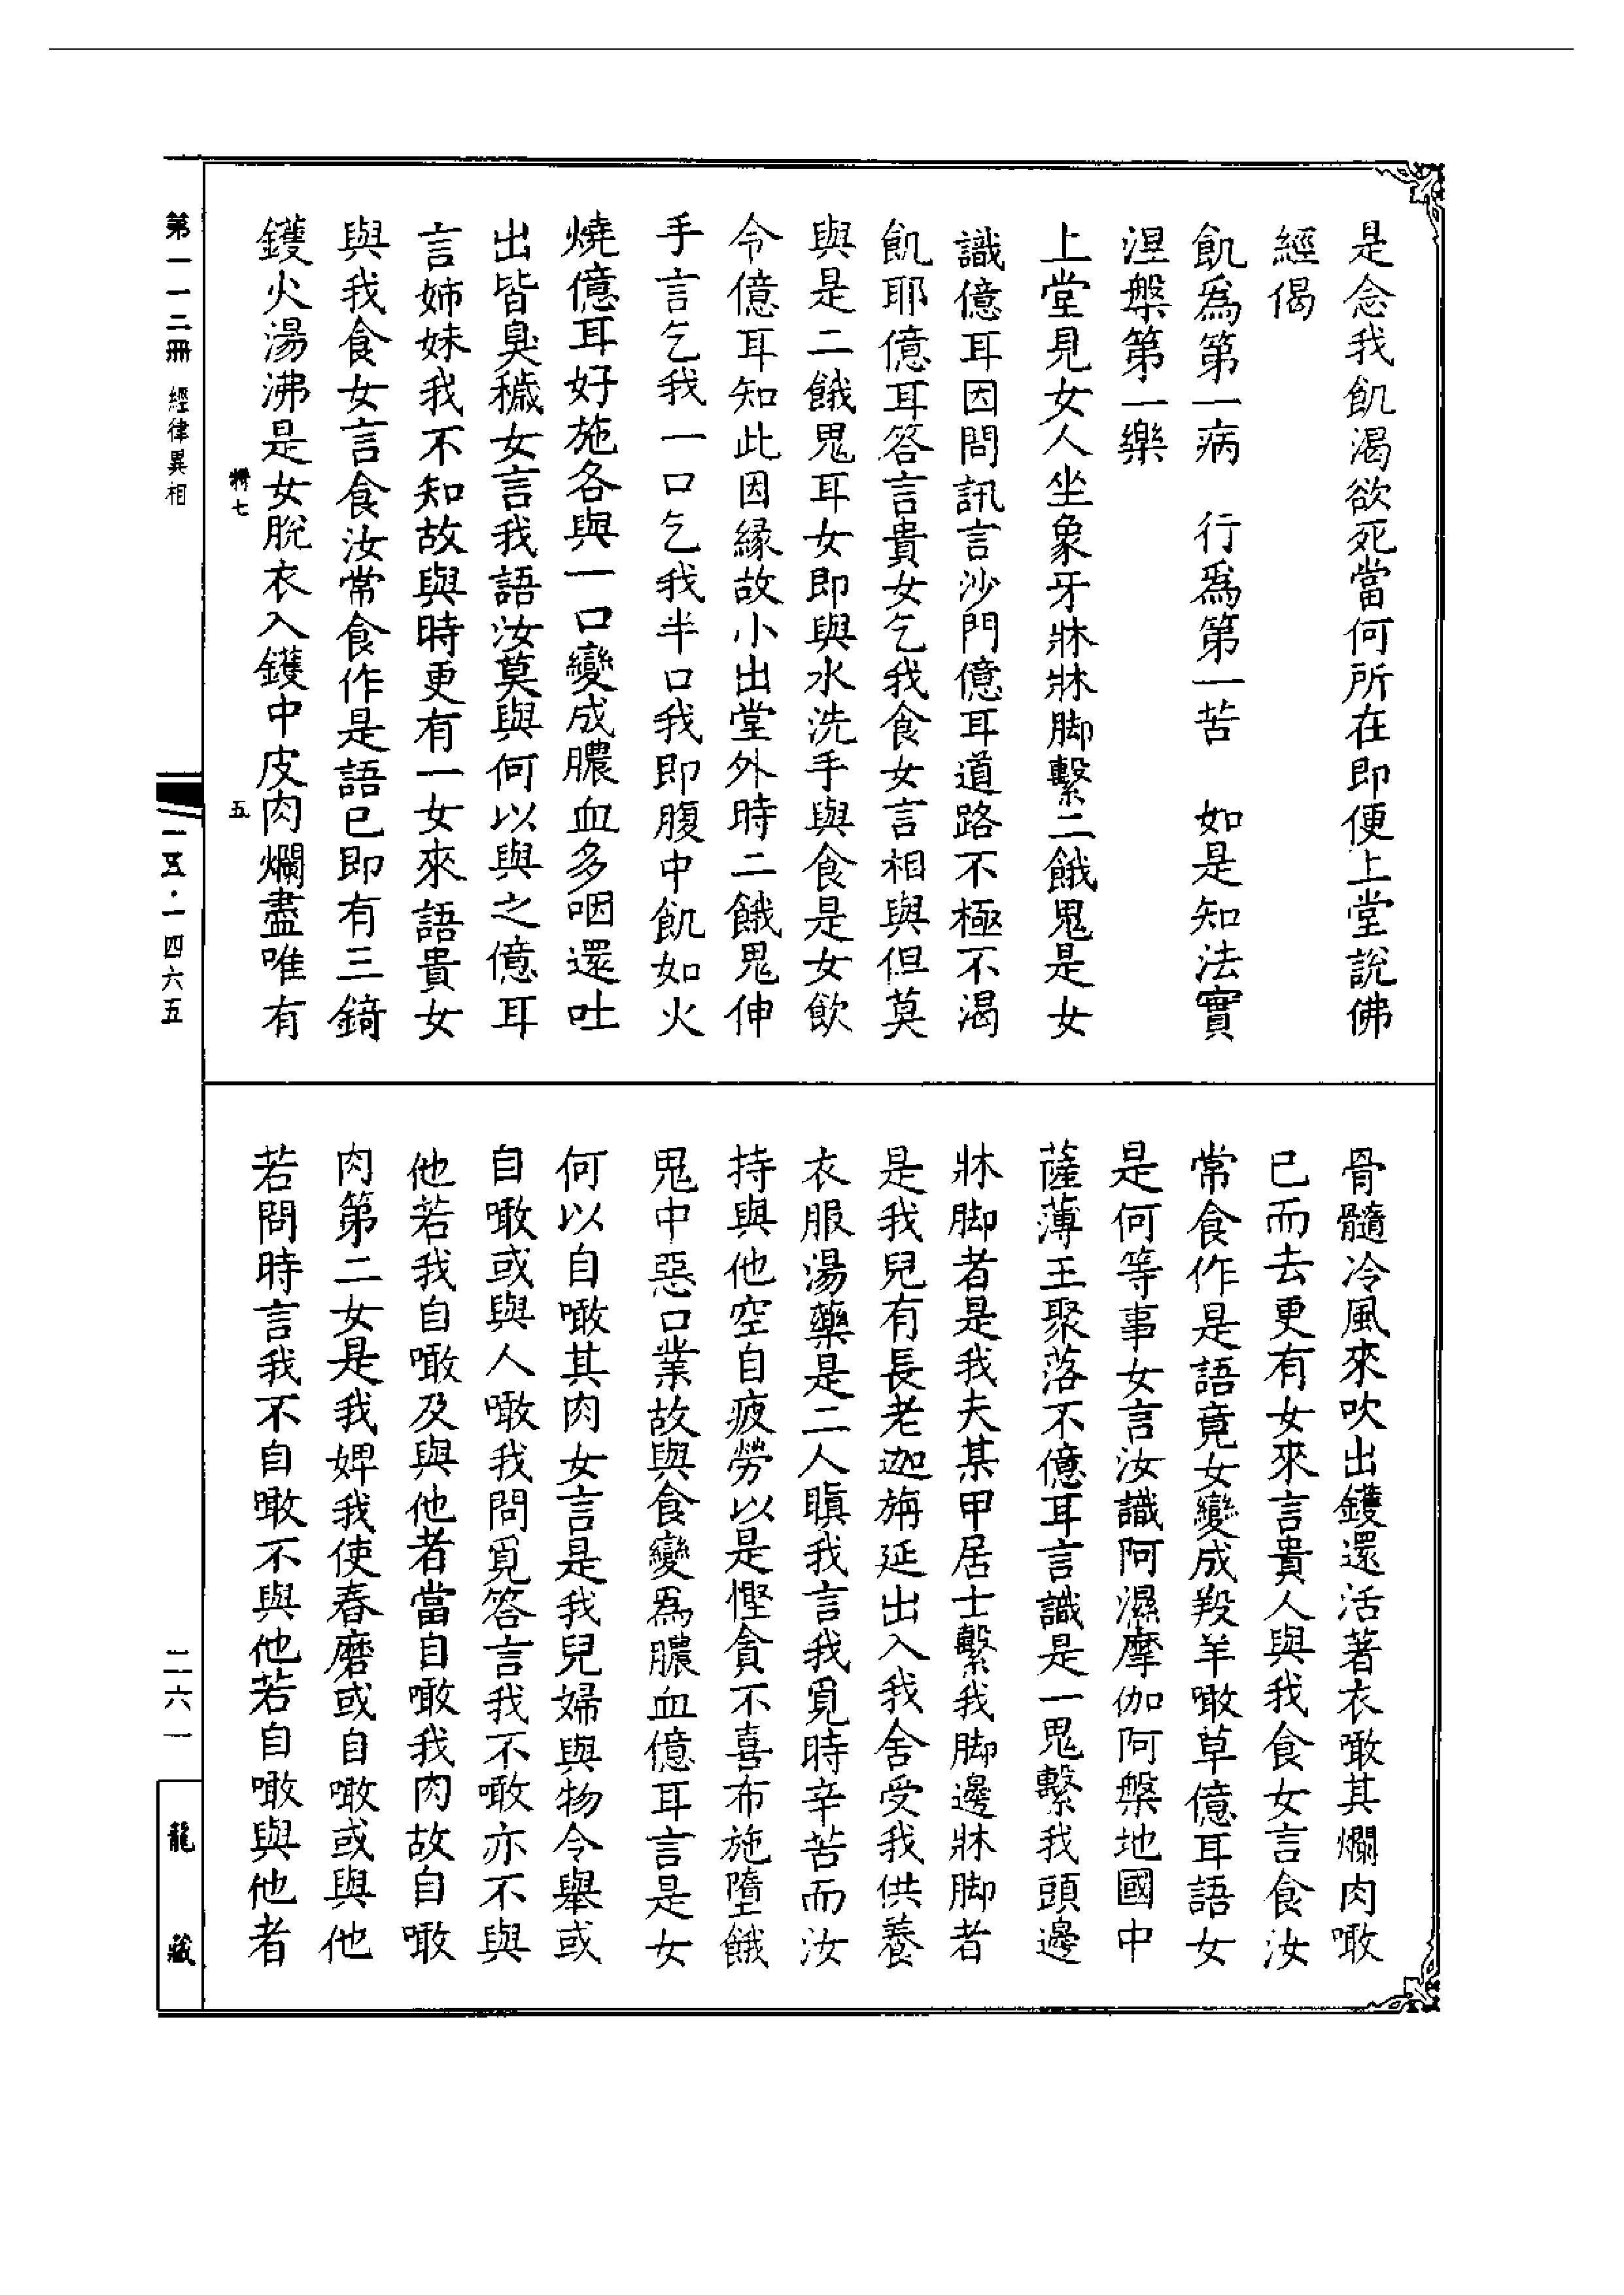 是念我飢渴欲死當何所在即便上堂說佛
經偈
飢爲第一病　行爲第一苦　如是知法實
涅槃第一樂
上堂見女人坐象牙牀牀脚繫二餓鬼是女
識億耳因問訊言沙門億耳道路不極不渴
飢耶億耳答言貴女乞我食女言相與但莫
與是二餓鬼耳女即與水洗手與食是女飲
令億耳知此因緣故小出堂外時二餓鬼伸
手言乞我一口乞我半口我即腹中飢如火
燒億耳好施各與一口變成膿血多咽還吐
出皆臭穢女言我語汝莫與何以與之億耳
言姉妹我不知故與時更有一女來語貴女
與我食女言食汝常食作是語已即有三錡
鑊火湯沸是女脫衣入鑊中皮肉爛盡唯有
骨髓冷風來吹出鑊還活著衣噉其爛肉噉
已而去更有女來言貴人與我食女言食汝
常食作是語竟女變成羖羊噉草億耳語女
是何等事女言汝識阿濕摩伽阿槃地國中
薩薄王聚落不億耳言識是一鬼繫我頭邊
牀脚者是我夫某甲居士繫我脚邊牀脚者
是我兒有長老迦旃延出入我舍受我供養
衣服湯藥是二人瞋我言我覓時辛苦而汝
持與他空自疲勞以是慳貪不喜布施墮餓
鬼中惡口業故與食變爲膿血億耳言是女
何以自噉其肉女言是我兒婦與物令舉或
自噉或與人噉我問覓答言我不噉亦不與
他若我自噉及與他者當自噉我肉故自噉
肉第二女是我婢我使舂磨或自噉或與他
若問時言我不自噉不與他若自噉與他者
第一一二冊　經律異相
將七　五
一五·一四六五
二六一
龍藏